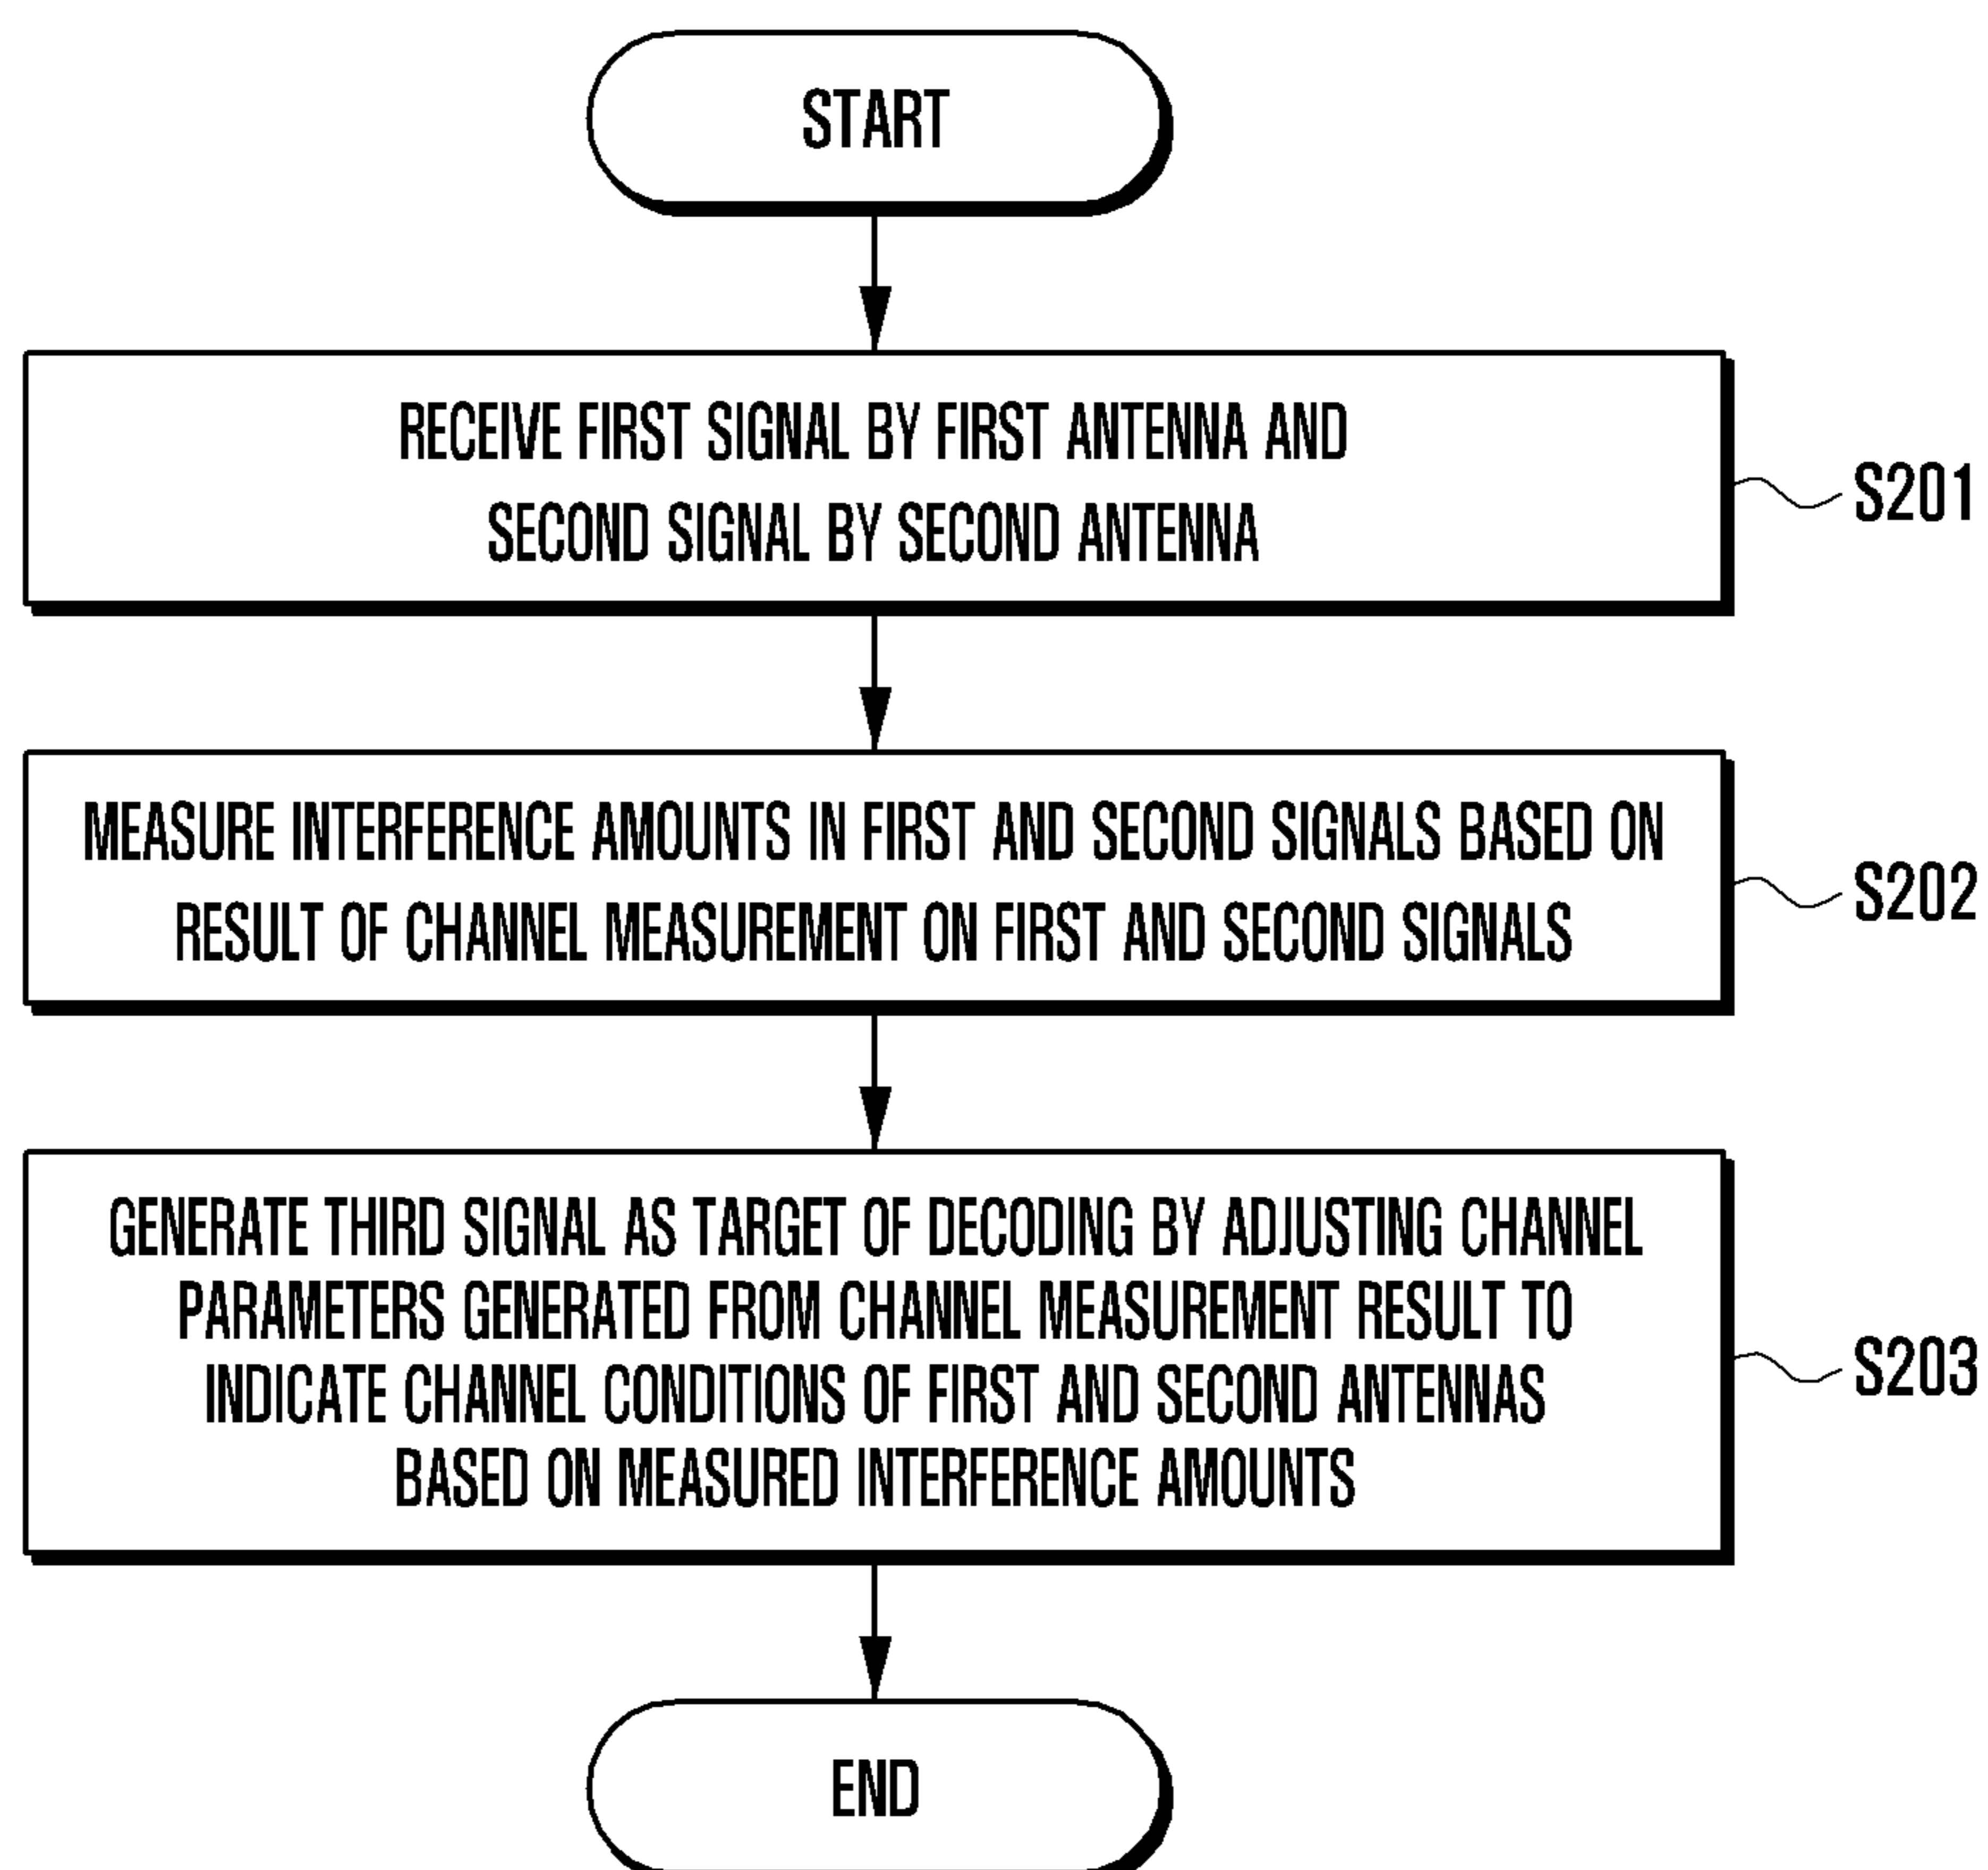 START
RECEIVE FIRST SIGNAL BY FIRST ANTENNA AND
SECOND SIGNAL BY SECOND ANTENNA
S201
MEASURE INTERFERENCE AMOUNTS IN FIRST AND SECOND SIGNALS BASED ON
RESULT OF CHANNEL MEASUREMENT ON FIRST AND SECOND SIGNALS
S202
GENERATE THIRD SIGNAL AS TARGET OF DECODING BY ADJUSTING CHANNEL
PARAMETERS GENERATED FROM CHANNEL MEASUREMENT RESULT TO
INDICATE CHANNEL CONDITIONS OF FIRST AND SECOND ANTENNAS
BASED ON MEASURED INTERFERENCE AMOUNTS
S203
END